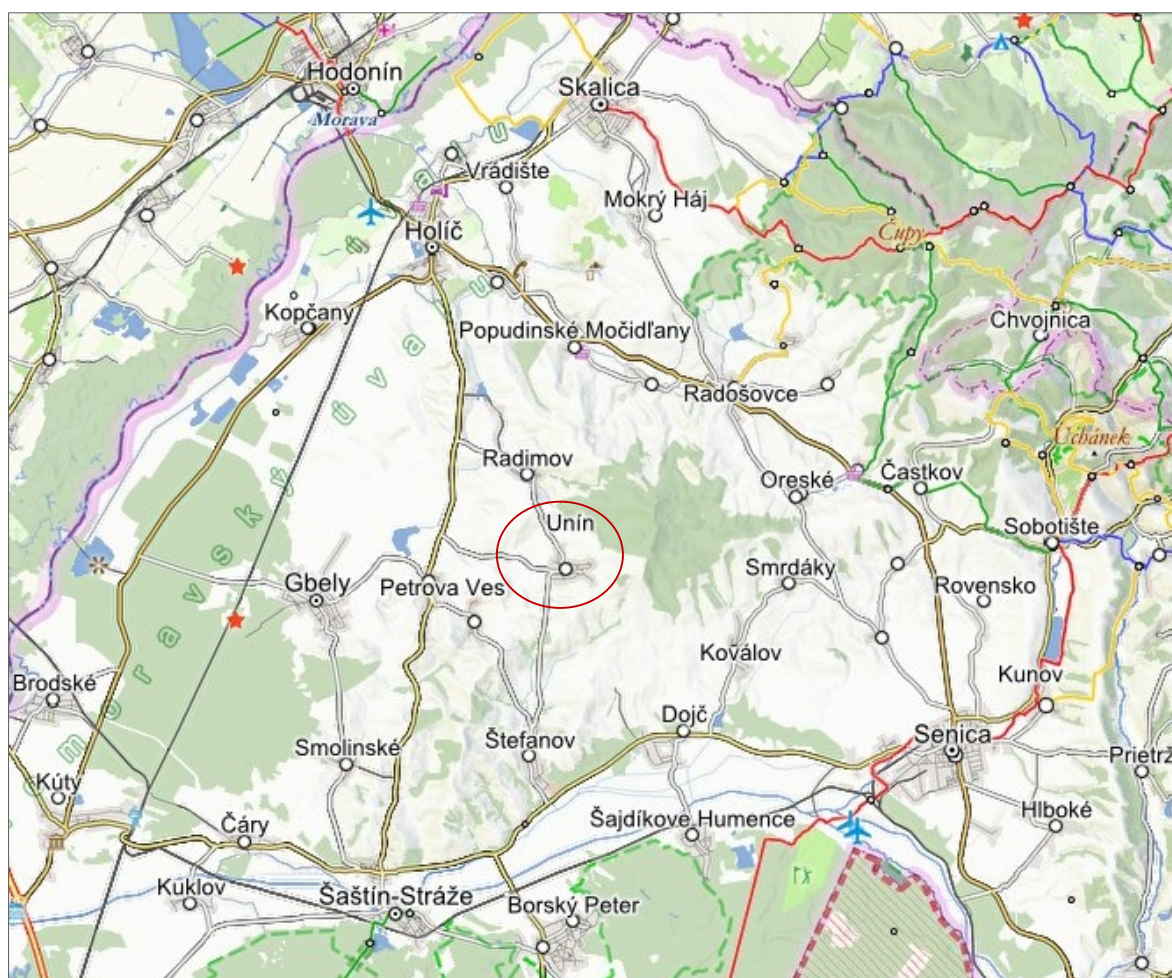 Hodonín
Skalica
Morava
Vrádište
Mokrý Háj
Holíč
Čupy
Kopčany
Popudinské Močidľany
Chvojnica
Radošovce
Radimov
Oreské
Častkov
Uchánek
Unín
Sobotište
Gbely
Petrova Ves
Smrdáky
Rovensko
Koválov
Kunov
Brodské
Dojč
Senica
Smolinské
Štefanov
Kúty
Hlboké
Čáry
Šajdíkove Humence
Kuklov
Šaštín-Stráže
Borský Peter